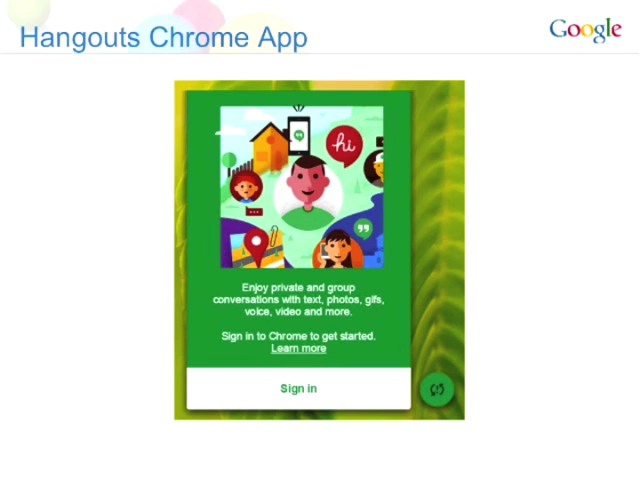 Hangouts Chrome App
Google
hi
Enjoy private and group
conversations with text, photos, gifs,
voice, video and more.
Sign in to Chrome to get started.
Learn more
Sign in